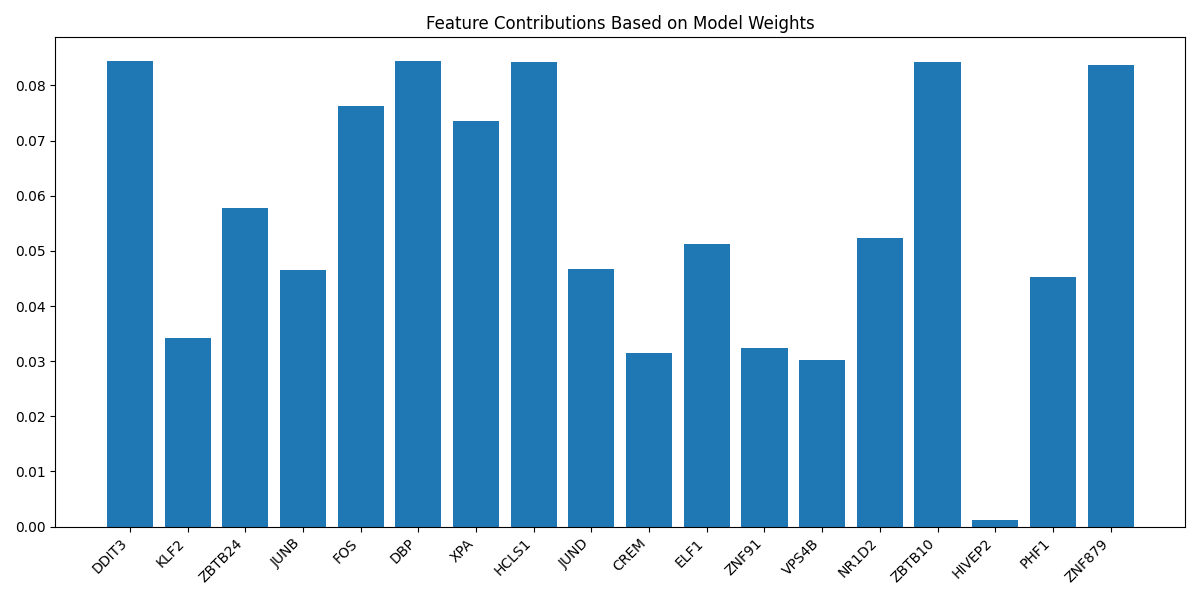 Feature Contributions Based on Model Weights
0.08
0.07
0.06
0.05
0.04
0.03
0.02
0.01
0.00
DDIT3
KLF2
ZBTB24
JUNB
FOS
DBP
XPA
HCLS1
JUND
CREM
ELF1
ZNF91
VPS4B
NR1D2
ZBTB10
HIVEP2
PHF1
ZNF879